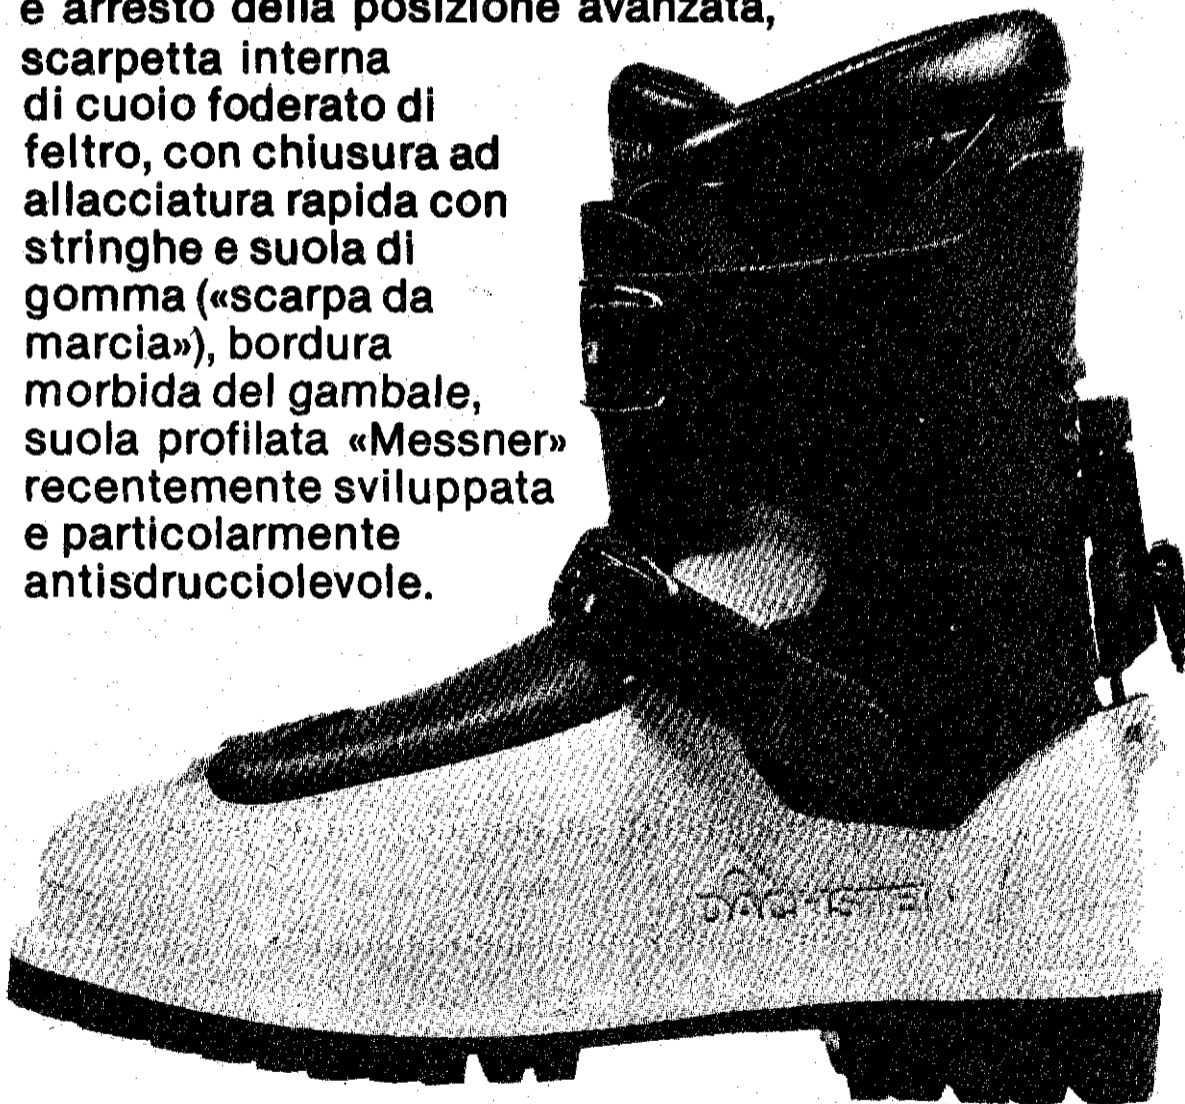 e arresto della posizione avanzata,
scarpetta interna
di cuoio foderato di
feltro, con chiusura ad
allacciatura rapida con
stringhe e suola di
gomma («scarpa da
marcia»), bordura
morbida del gambale,
suola profilata «Messner»
recentemente sviluppata
e particolarmente
antisdrucciolevole.
DACHSTEIN